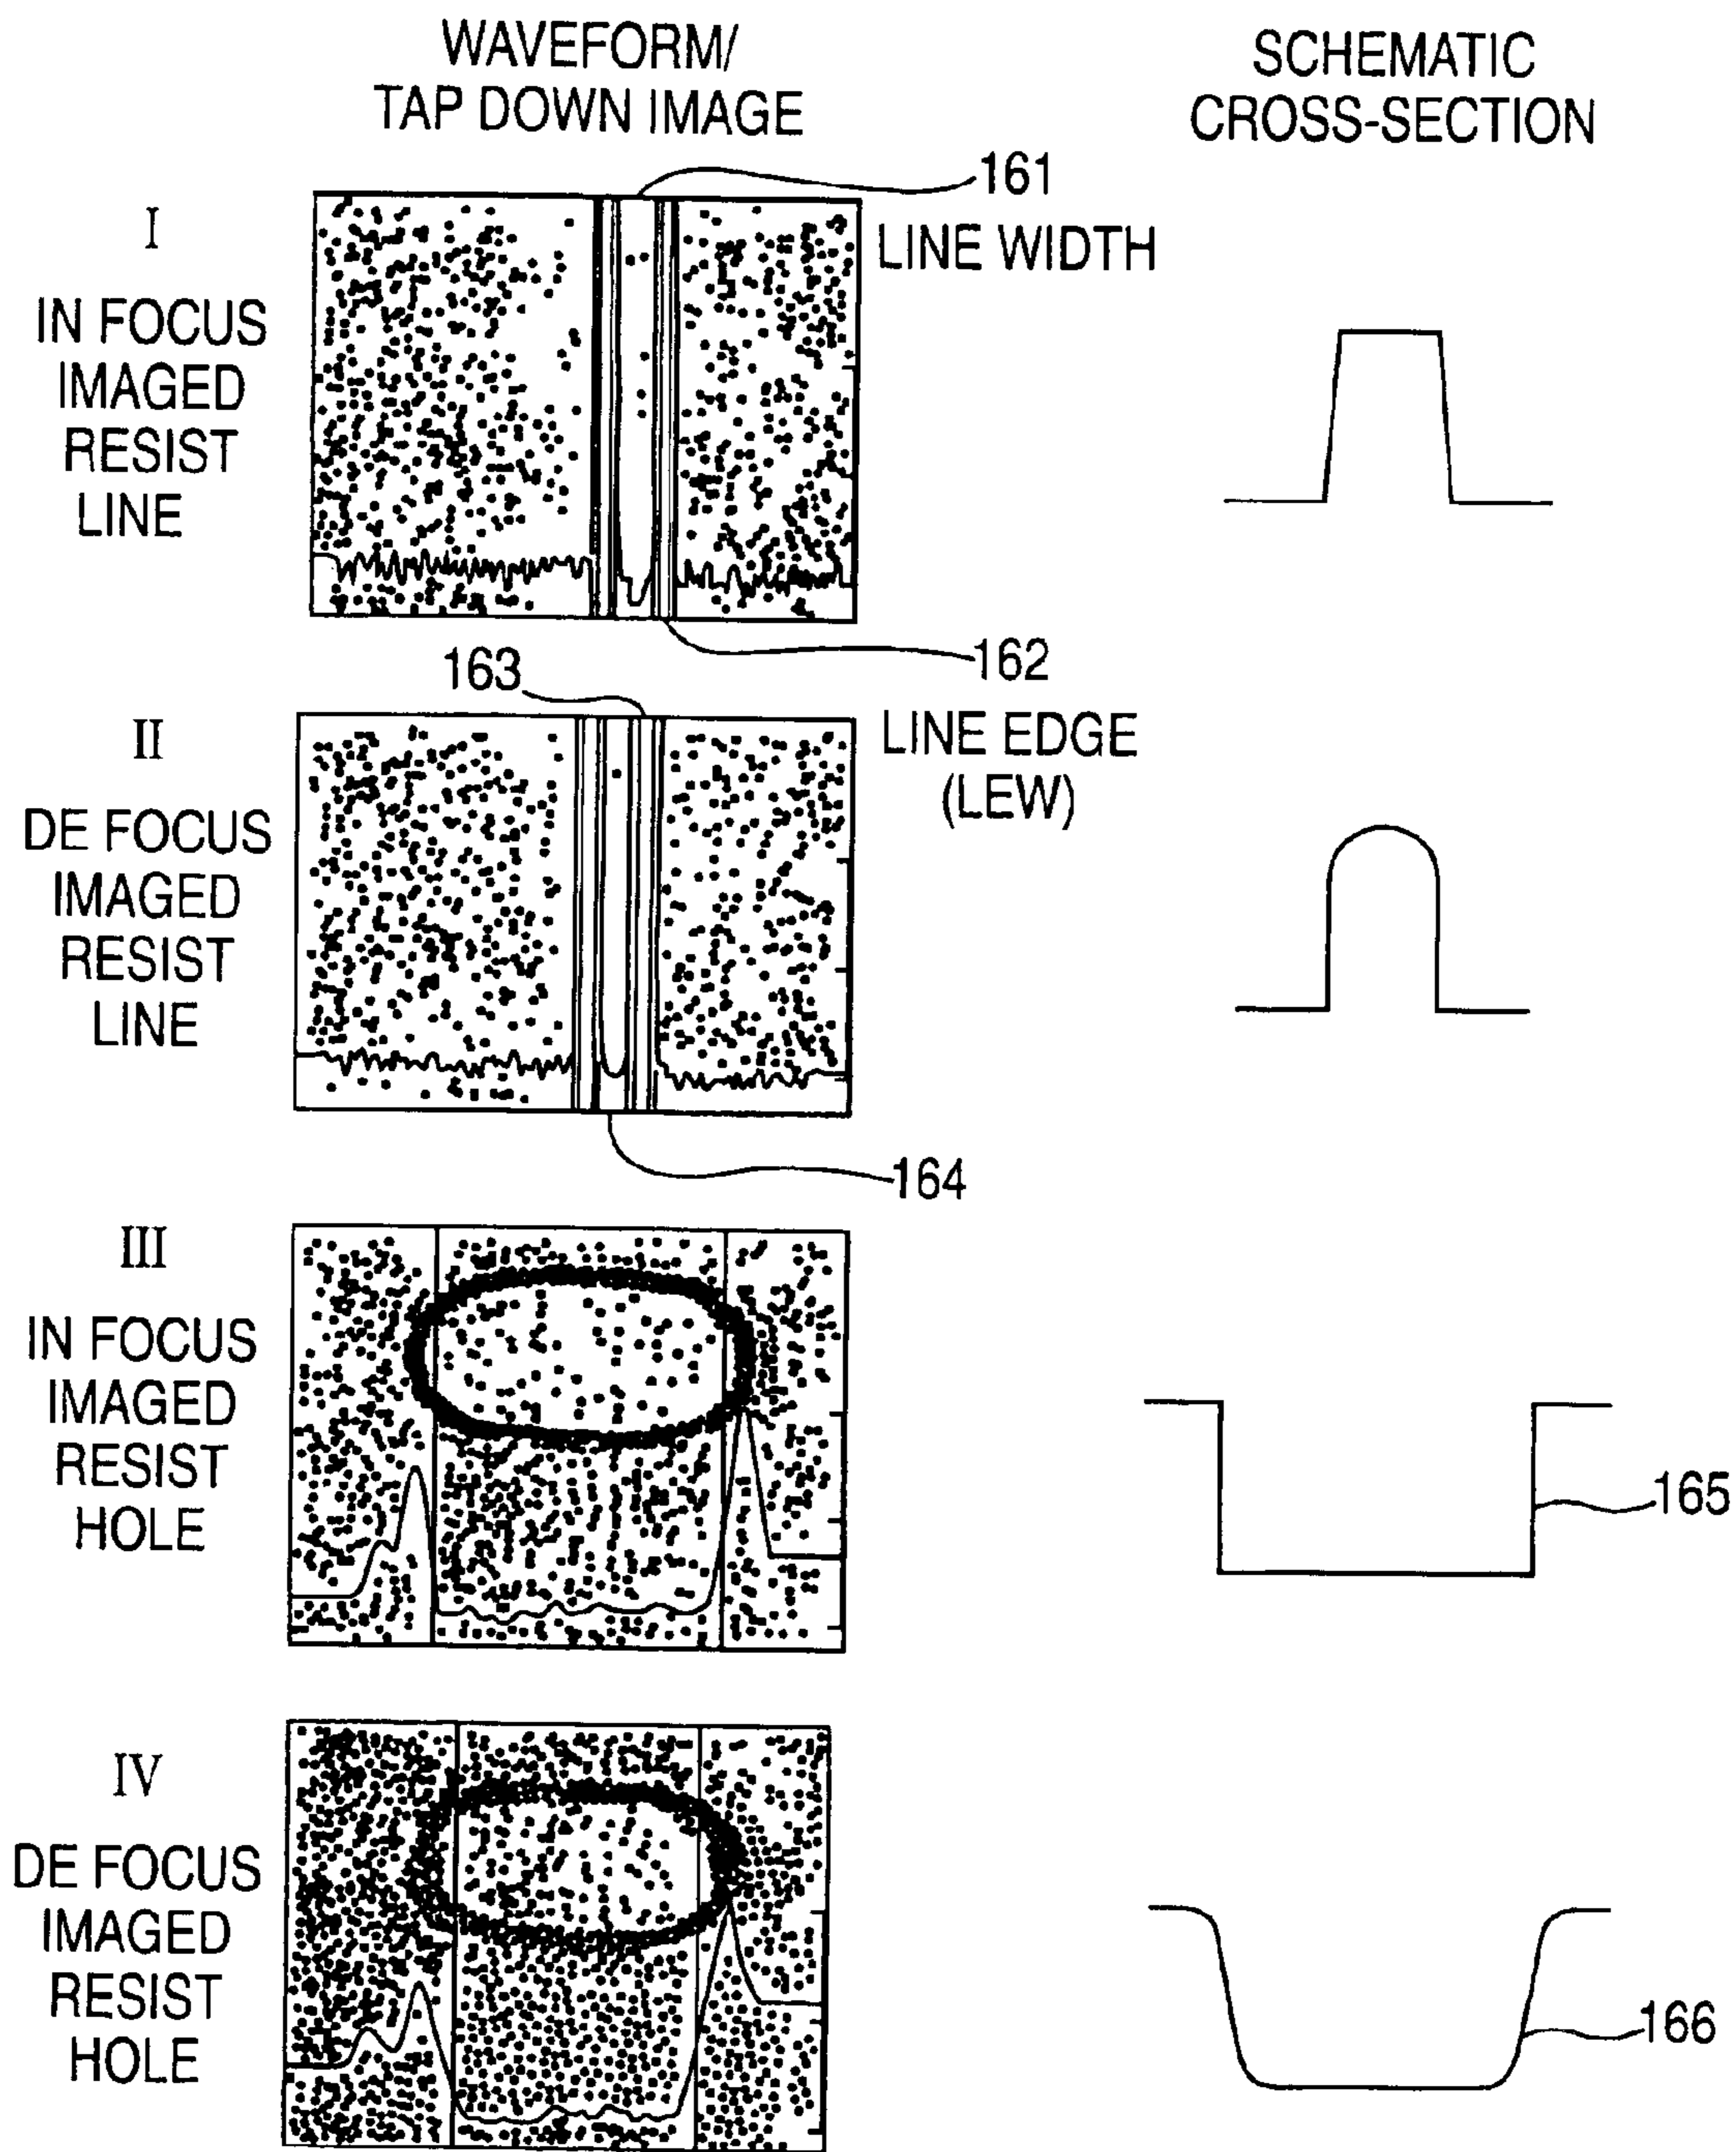 WAVEFORM/
TAP DOWN IMAGE
SCHEMATIC
CROSS-SECTION
I
IN FOCUS
IMAGED
RESIST
LINE
161
LINE WIDTH
162
LINE EDGE
(LEW)
II
DE FOCUS
IMAGED
RESIST
LINE
163
164
III
IN FOCUS
IMAGED
RESIST
HOLE
165
IV
DE FOCUS
IMAGED
RESIST
HOLE
166